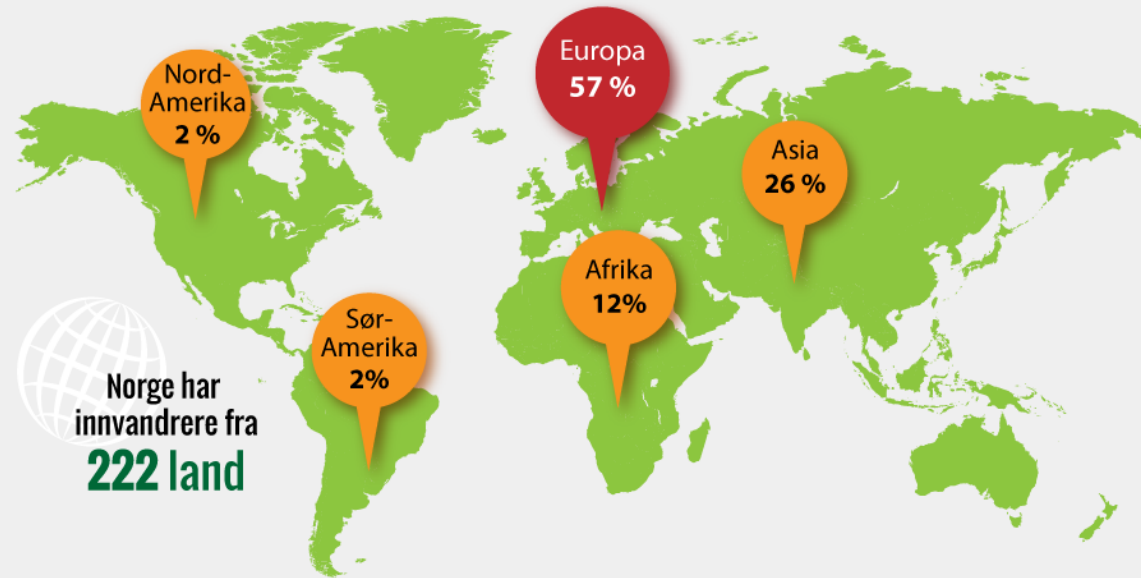 Nord-
Amerika
2 %
Europa
57 %
Asia
26 %
Afrika
12%
Sør-
Amerika
2%
Norge har
innvandrere fra
222 land